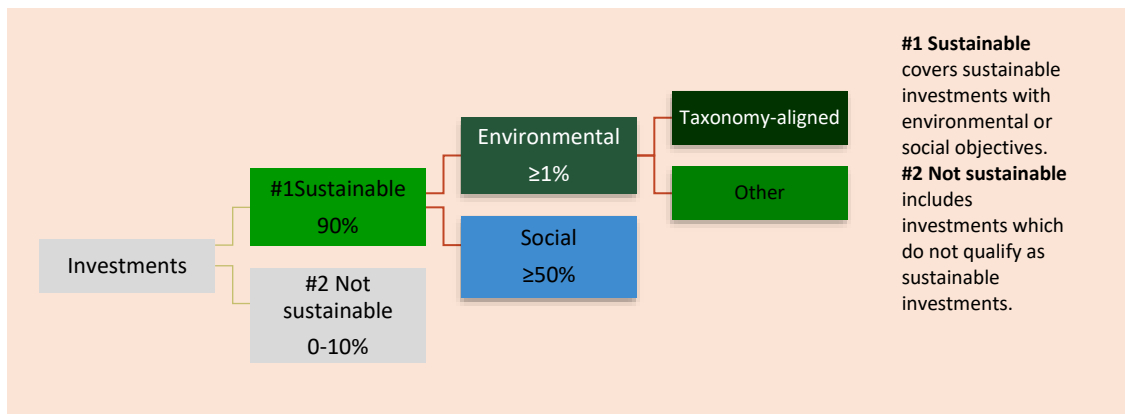 Investments
#1Sustainable
90%
#2 Not
sustainable
0-10%
Environmental
≥1%
Social
≥50%
Taxonomy-aligned
Other
#1 Sustainable
covers sustainable
investments with
environmental or
social objectives.
#2 Not sustainable
includes
investments which
do not qualify as
sustainable
investments.